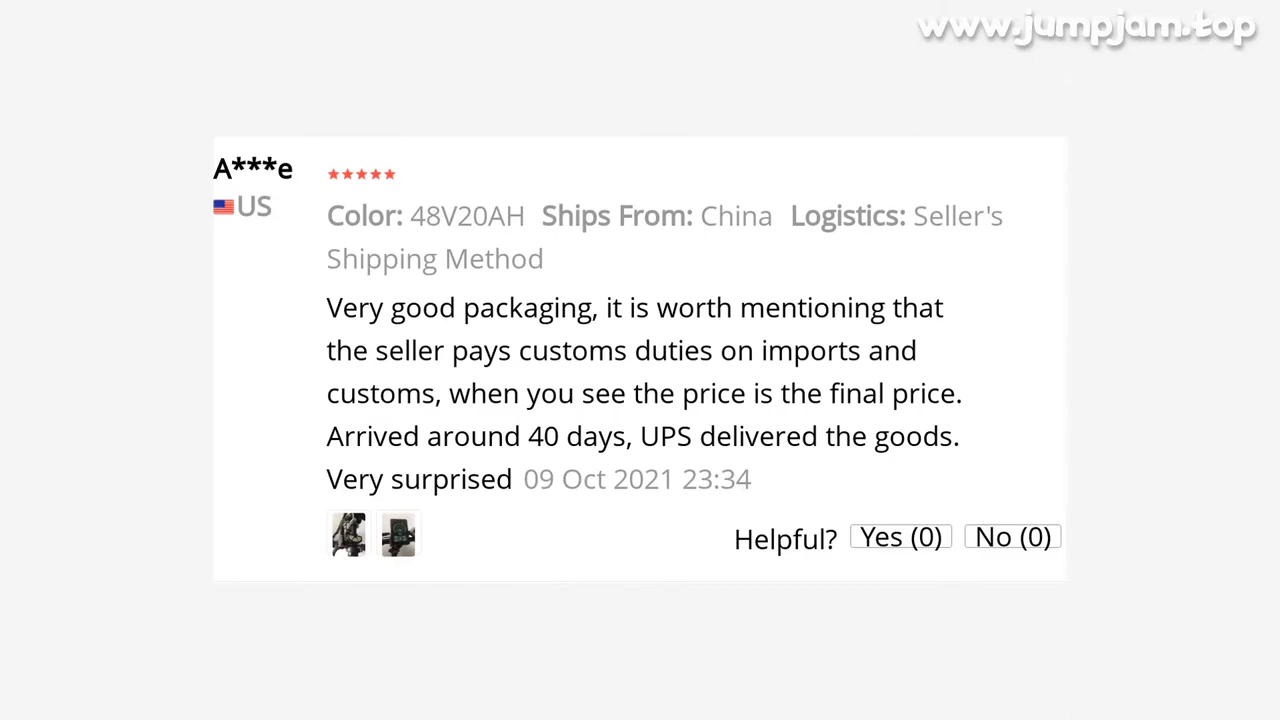 www.jumpjam.top
A***e
US
Color: 48V20AH Ships From: China Logistics: Seller's
Shipping Method
Very good packaging, it is worth mentioning that
the seller pays customs duties on imports and
customs, when you see the price is the final price.
Arrived around 40 days, UPS delivered the goods.
Very surprised 09 Oct 2021 23:34
Helpful? Yes (0) No (0)